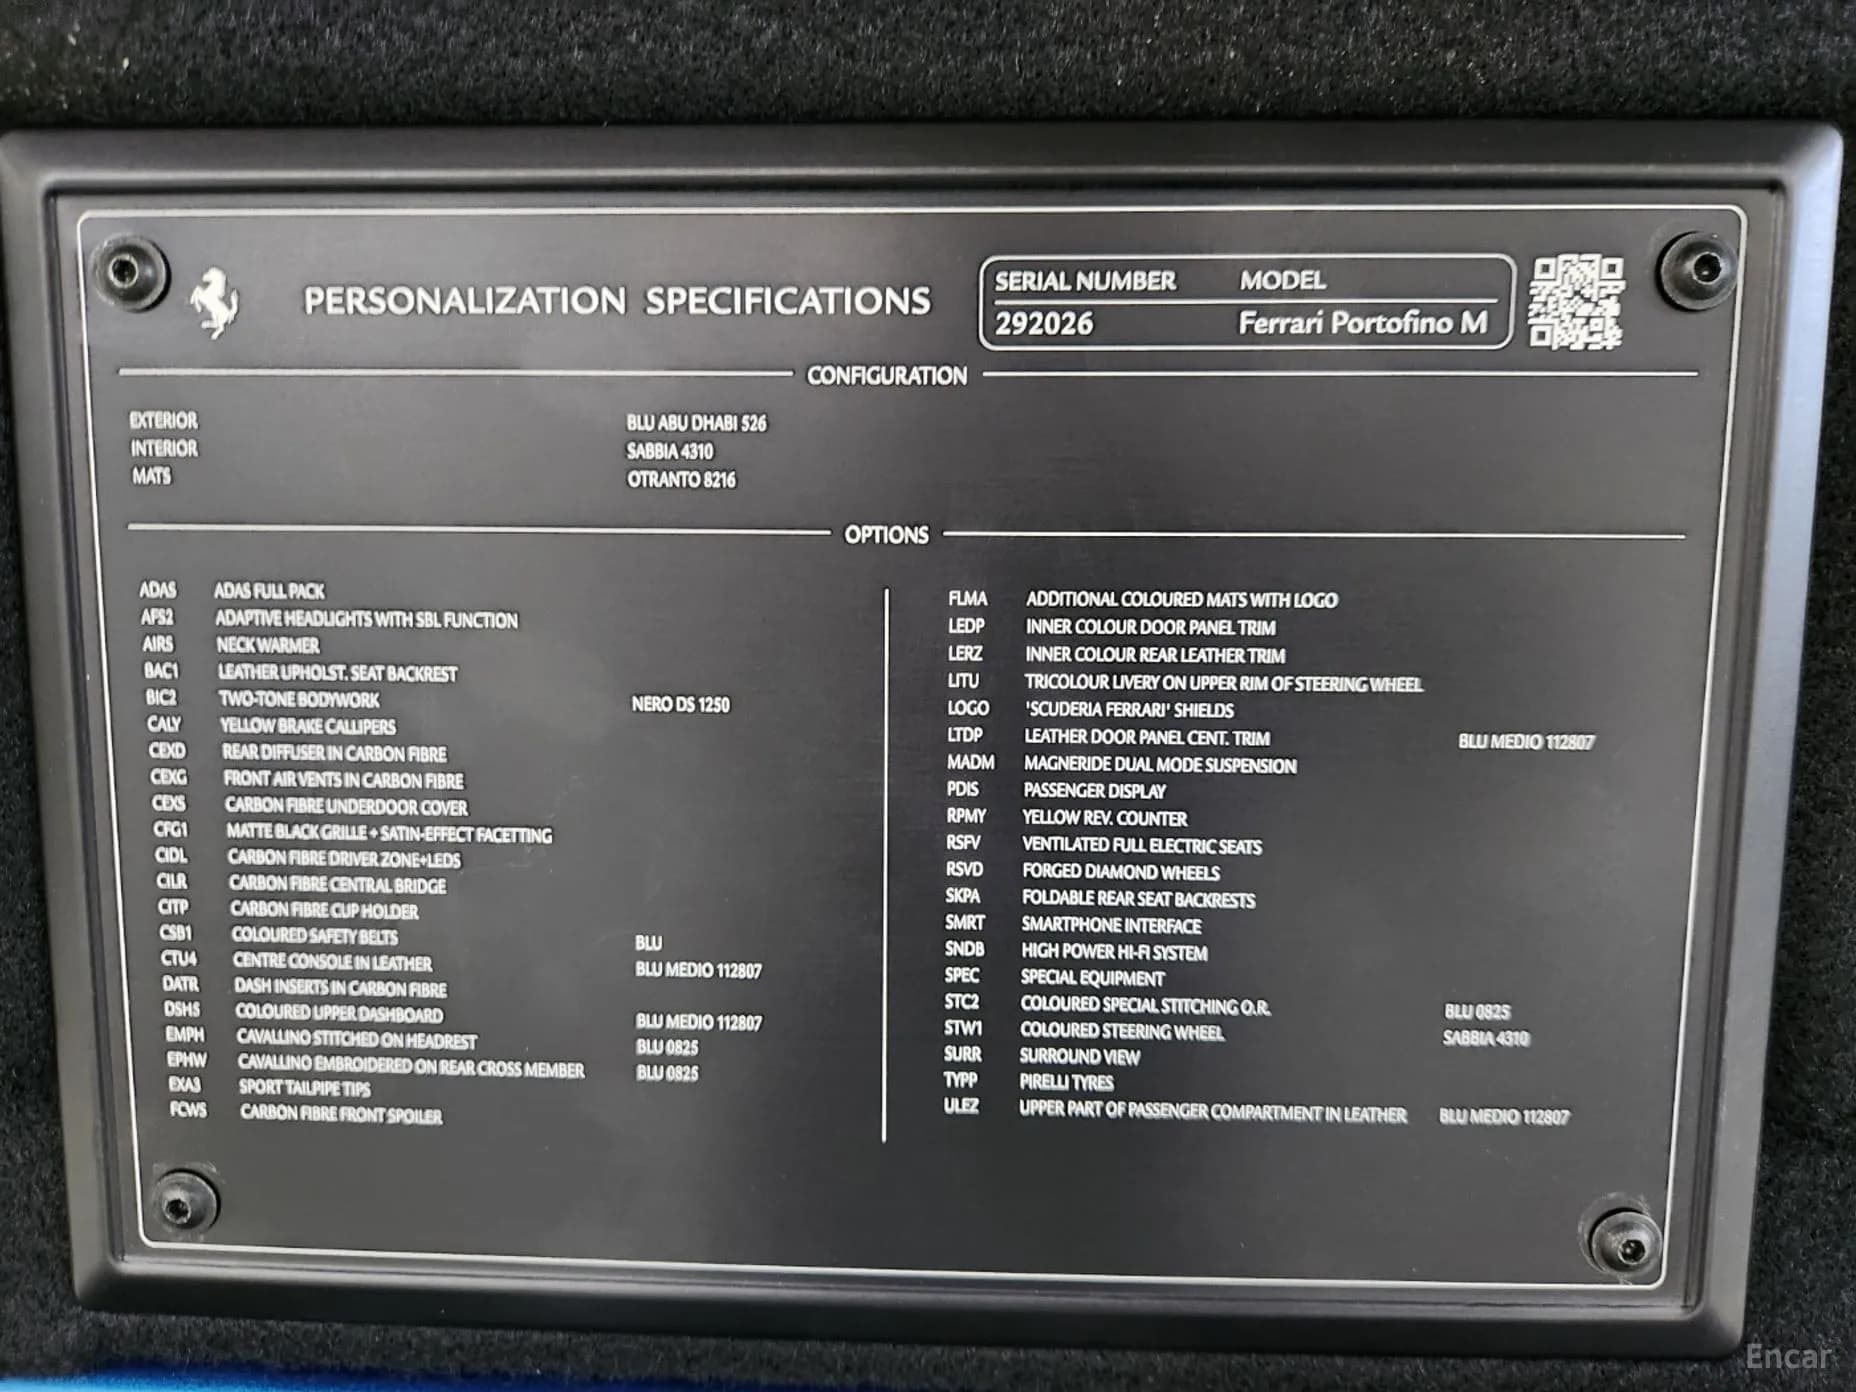 PERSONALIZATION SPECIFICATIONS
SERIAL NUMBER MODEL
292026 Ferrari Portofino M
CONFIGURATION
EXTERIOR BLU ABU DHABI 526
INTERIOR SABBIA 4310
MATS OTRANTO 8216
OPTIONS
ADAS ADAS FULL PACK
AFS2 ADAPTIVE HEADLIGHTS WITH SBL FUNCTION
AIRS NECK WARMER
BAC1 LEATHER UPHOLST. SEAT BACKREST
BIC2 TWO-TONE BODYWORK NERO DS 1250
CALY YELLOW BRAKE CALLIPERS
CEXD REAR DIFFUSER IN CARBON FIBRE
CEXG FRONT AIR VENTS IN CARBON FIBRE
CEXS CARBON FIBRE UNDERDOOR COVER
CFG1 MATTE BLACK GRILLE + SATIN-EFFECT FACETTING
CIDL CARBON FIBRE DRIVER ZONE+LEDS
CILR CARBON FIBRE CENTRAL BRIDGE
CITP CARBON FIBRE CUP HOLDER
CSB1 COLOURED SAFETY BELTS BLU
CTU4 CENTRE CONSOLE IN LEATHER BLU MEDIO 112807
DATR DASH INSERTS IN CARBON FIBRE
DSH5 COLOURED UPPER DASHBOARD BLU MEDIO 112807
EMPH CAVALLINO STITCHED ON HEADREST BLU 0825
EPHW CAVALLINO EMBROIDERED ON REAR CROSS MEMBER BLU 0825
EXA3 SPORT TAILPIPE TIPS
FCWS CARBON FIBRE FRONT SPOILER
FLMA ADDITIONAL COLOURED MATS WITH LOGO
LEDP INNER COLOUR DOOR PANEL TRIM
LERZ INNER COLOUR REAR LEATHER TRIM
LITU TRICOLOUR LIVERY ON UPPER RIM OF STEERING WHEEL
LOGO 'SCUDERIA FERRARI' SHIELDS
LTDP LEATHER DOOR PANEL CENT. TRIM BLU MEDIO 112807
MADM MAGNERIDE DUAL MODE SUSPENSION
PDIS PASSENGER DISPLAY
RPMY YELLOW REV. COUNTER
RSFV VENTILATED FULL ELECTRIC SEATS
RSVD FORGED DIAMOND WHEELS
SKPA FOLDABLE REAR SEAT BACKRESTS
SMRT SMARTPHONE INTERFACE
SNDB HIGH POWER HI-FI SYSTEM
SPEC SPECIAL EQUIPMENT
STC2 COLOURED SPECIAL STITCHING O.R. BLU 0825
STW1 COLOURED STEERING WHEEL SABBIA 4310
SURR SURROUND VIEW
TYPP PIRELLI TYRES
ULEZ UPPER PART OF PASSENGER COMPARTMENT IN LEATHER BLU MEDIO 112807
Encar